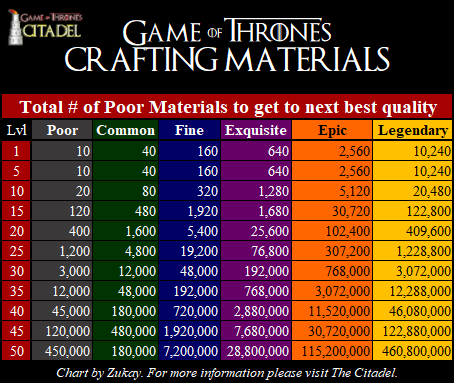 GAME OF THRONES
CITADEL
GAME OF THRONES
CRAFTING MATERIALS
Total # of Poor Materials to get to next best quality
Lvl Poor Common Fine Exquisite Epic Legendary
1 10 40 160 640 2,560 10,240
5 10 40 160 640 2,560 10,240
10 20 80 320 1,280 5,120 20,480
15 120 480 1,920 1,680 30,720 122,800
20 400 1,600 5,400 25,600 102,400 409,600
25 1,200 4,800 19,200 76,800 307,200 1,228,800
30 3,000 12,000 48,000 192,000 768,000 3,072,000
35 12,000 48,000 192,000 768,000 3,072,000 12,288,000
40 45,000 180,000 720,000 2,880,000 11,520,000 46,080,000
45 120,000 480,000 1,920,000 7,680,000 30,720,000 122,880,000
50 450,000 180,000 7,200,000 28,800,000 115,200,000 460,800,000
Chart by Zukay. For more information please visit The Citadel.